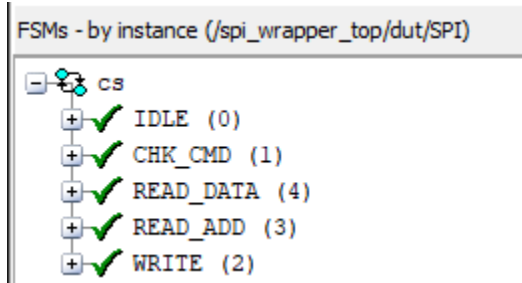 FSMs - by instance (/spi_wrapper_top/dut/SPI)
cs
IDLE (0)
CHK_CMD (1)
READ_DATA (4)
READ_ADD (3)
WRITE (2)